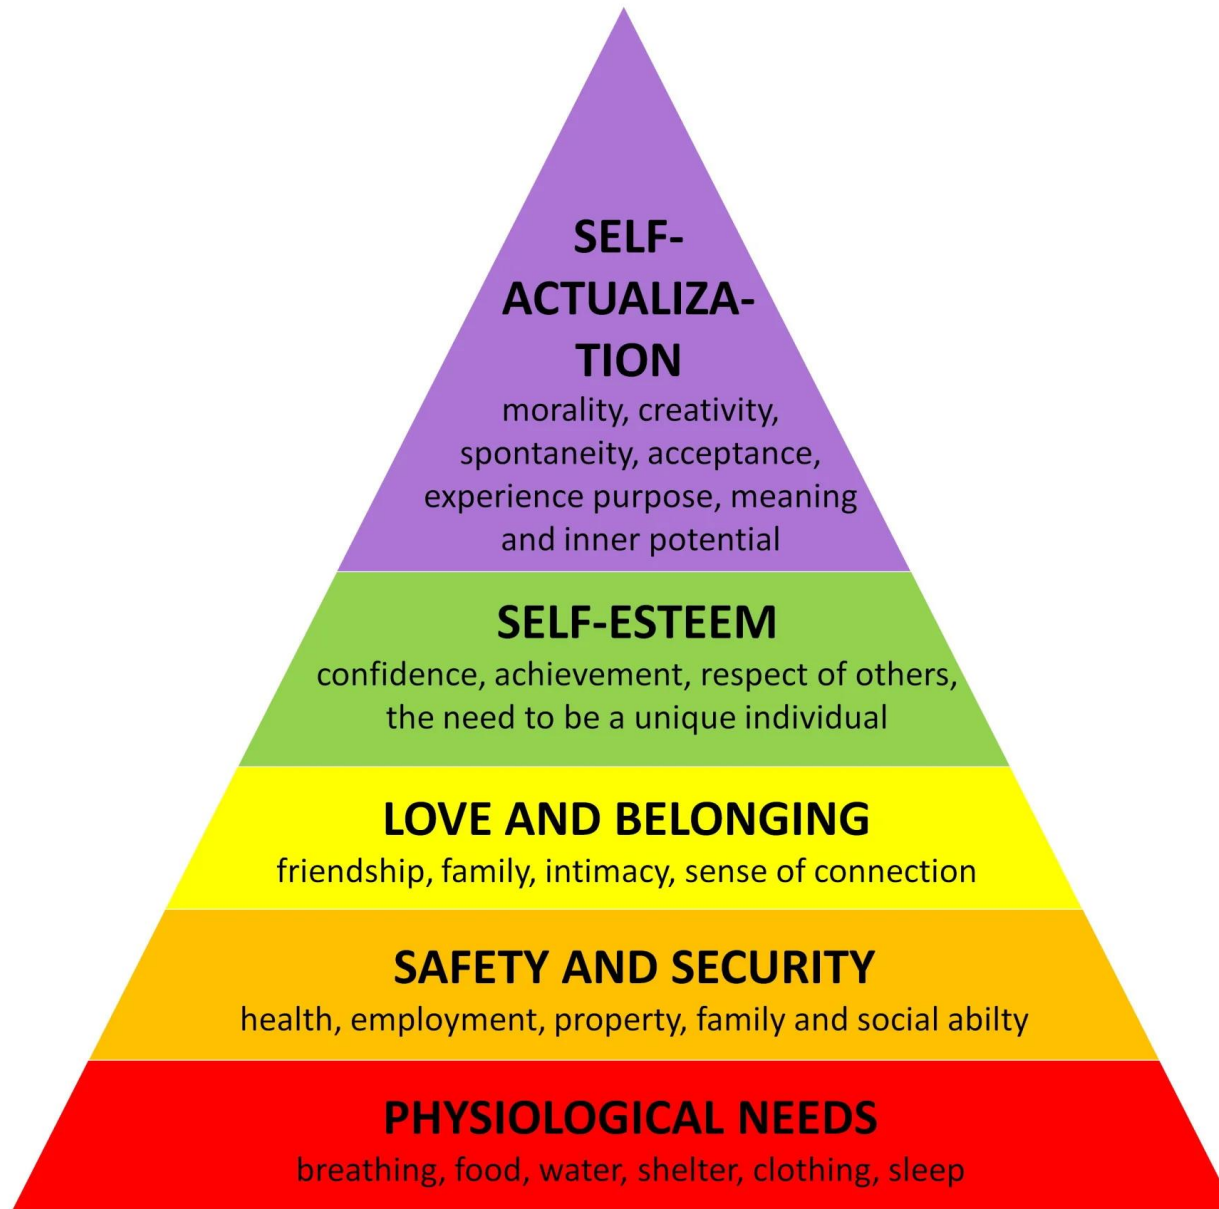 SELF-
ACTUALIZA-
TION
morality, creativity,
spontaneity, acceptance,
experience purpose, meaning
and inner potential
SELF-ESTEEM
confidence, achievement, respect of others,
the need to be a unique individual
LOVE AND BELONGING
friendship, family, intimacy, sense of connection
SAFETY AND SECURITY
health, employment, property, family and social abilty
PHYSIOLOGICAL NEEDS
breathing, food, water, shelter, clothing, sleep